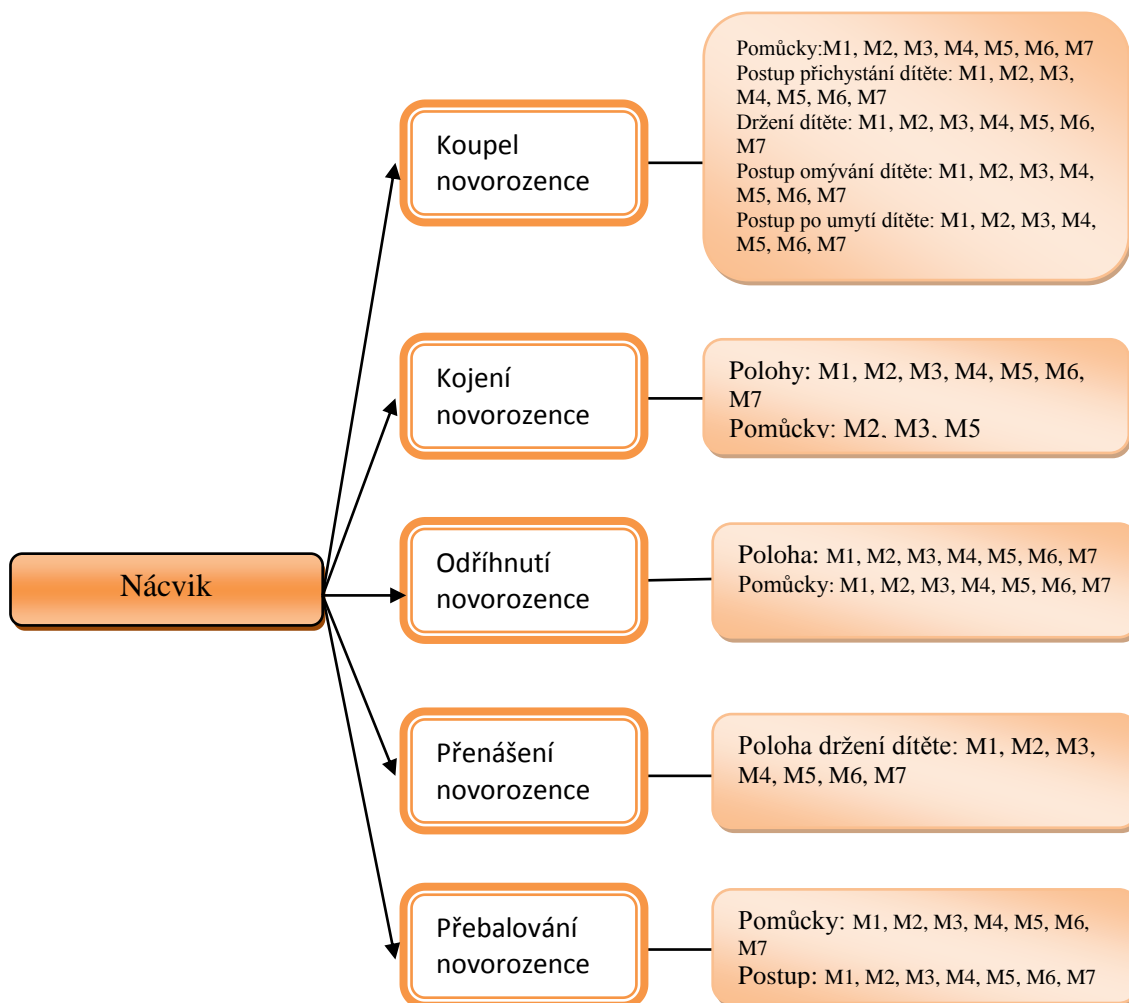 Pomůcky:M1, M2, M3, M4, M5, M6, M7
Postup přichystání dítěte: M1, M2, M3,
M4, M5, M6, M7
Držení dítěte: M1, M2, M3, M4, M5, M6,
M7
Postup omývání dítěte: M1, M2, M3, M4,
M5, M6, M7
Postup po umytí dítěte: M1, M2, M3, M4,
M5, M6, M7
Koupel
novorozence
Kojení
novorozence
Polohy: M1, M2, M3, M4, M5, M6,
M7
Pomůcky: M2, M3, M5
Nácvik
Odříhnutí
novorozence
Poloha: M1, M2, M3, M4, M5, M6, M7
Pomůcky: M1, M2, M3, M4, M5, M6, M7
Přenášení
novorozence
Poloha držení dítěte: M1, M2, M3,
M4, M5, M6, M7
Přebalování
novorozence
Pomůcky: M1, M2, M3, M4, M5, M6,
M7
Postup: M1, M2, M3, M4, M5, M6, M7